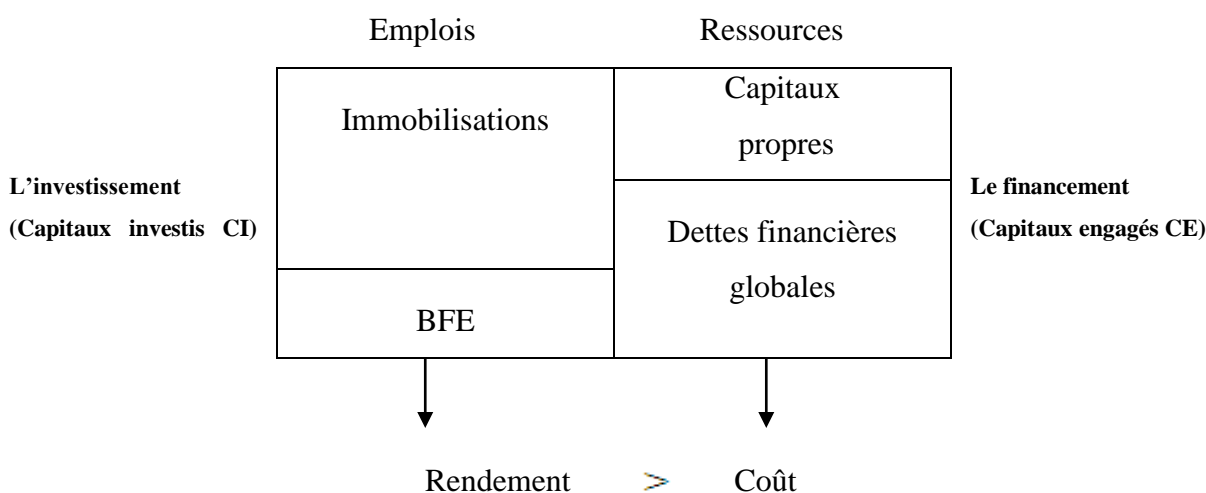 Emplois Ressources
Immobilisations
Capitaux
propres
L'investissement
(Capitaux investis CI)
Dettes financières
globales
Le financement
(Capitaux engagés CE)
BFE
Rendement > Coût